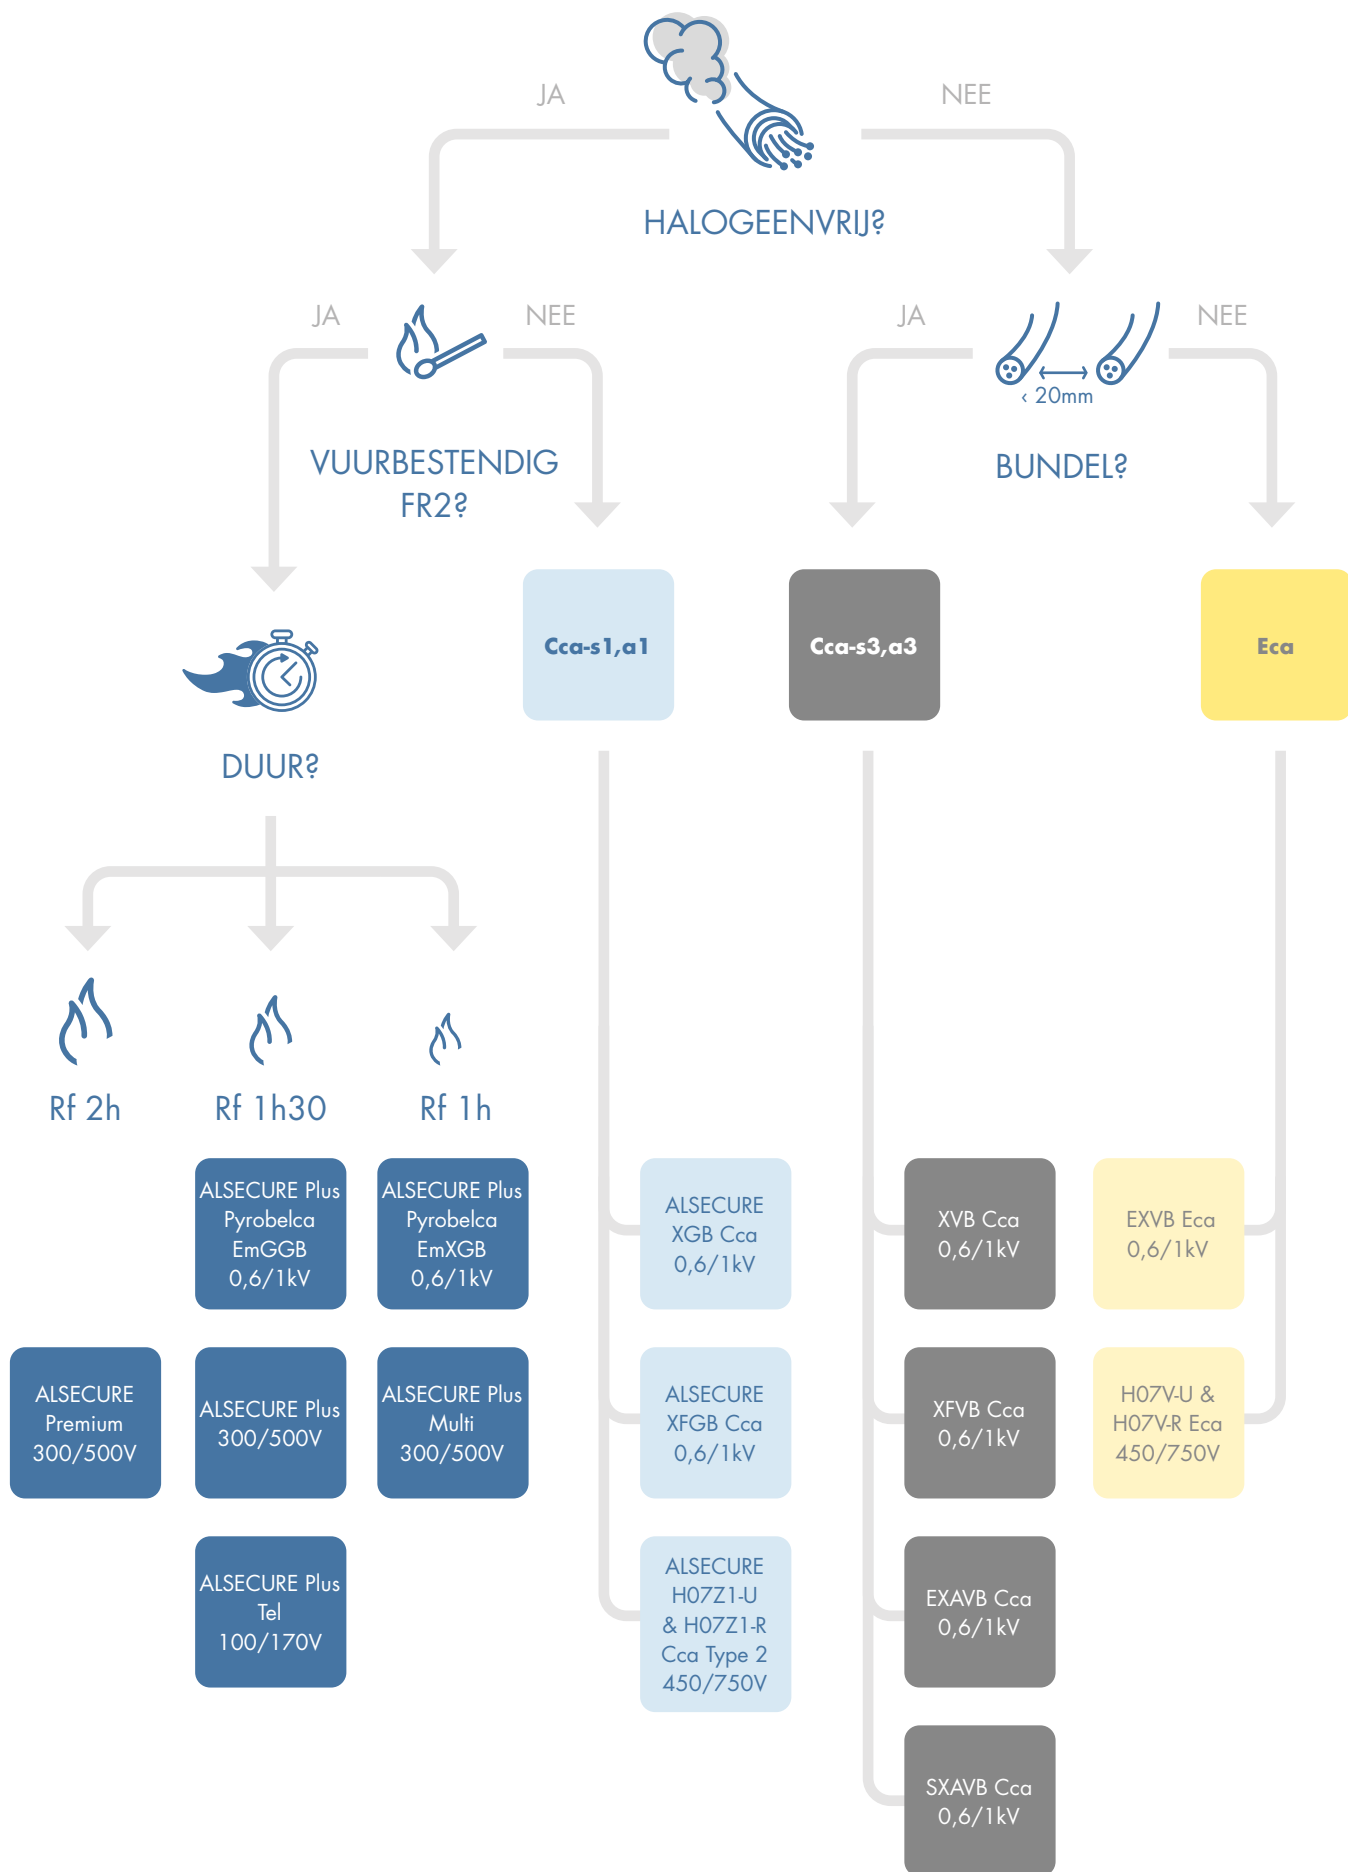 JA
NEE
HALOGEENVRIJ?
JA
NEE
JA
NEE
‹ 20mm
VUURBESTENDIG
FR2?
BUNDEL?
Cca-s1,a1
Cca-s3,a3
Eca
DUUR?
Rf 2h
Rf 1h30
Rf 1h
ALSECURE
Premium
300/500V
ALSECURE Plus
Pyrobelca
EmGGB
0,6/1kV
ALSECURE Plus
300/500V
ALSECURE Plus
Tel
100/170V
ALSECURE Plus
Pyrobelca
EmXGB
0,6/1kV
ALSECURE Plus
Multi
300/500V
ALSECURE
XGB Cca
0,6/1kV
ALSECURE
XFGB Cca
0,6/1kV
ALSECURE
H07Z1-U
& H07Z1-R
Cca Type 2
450/750V
XVB Cca
0,6/1kV
XFVB Cca
0,6/1kV
EXAVB Cca
0,6/1kV
SXAVB Cca
0,6/1kV
EXVB Eca
0,6/1kV
H07V-U &
H07V-R Eca
450/750V